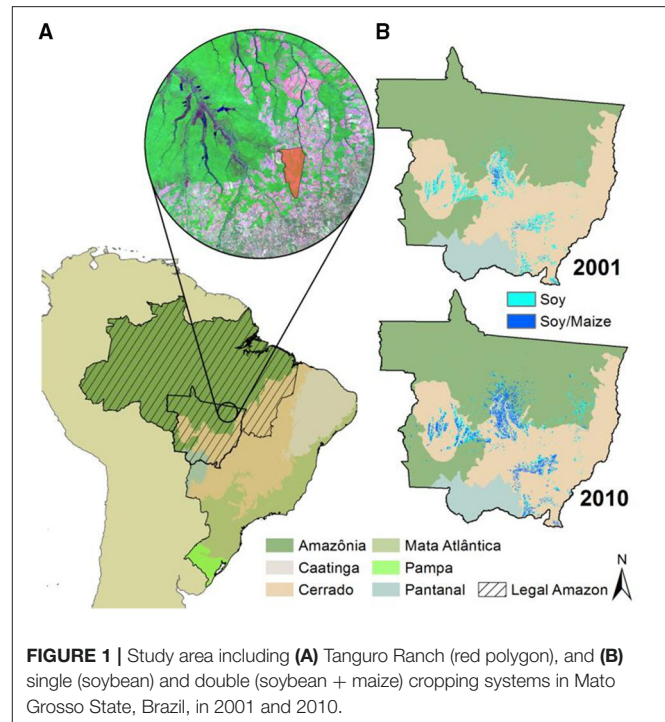 A
B
2001
Soy
Soy/Maize
2010
Amazônia
Mata Atlântica
Caatinga
Pampa
Cerrado
Pantanal
Legal Amazon
N
FIGURE 1 | Study area including (A) Tanguro Ranch (red polygon), and (B)
single (soybean) and double (soybean + maize) cropping systems in Mato
Grosso State, Brazil, in 2001 and 2010.